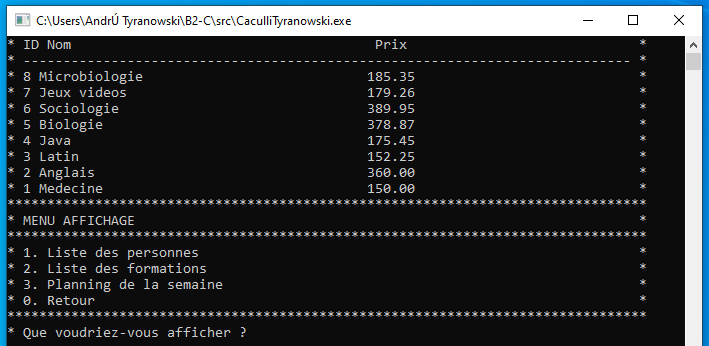 C:\Users\AndrÚ Tyranowski\B2-C\src\CaculliTyranowski.exe
* ID Nom Prix *
* ---------------------------------------------------------------------------- *
* 8 Microbiologie 185.35 *
* 7 Jeux videos 179.26 *
* 6 Sociologie 389.95 *
* 5 Biologie 378.87 *
* 4 Java 175.45 *
* 3 Latin 152.25 *
* 2 Anglais 360.00 *
* 1 Medecine 150.00 *
********************************************************************************
* MENU AFFICHAGE *
********************************************************************************
* 1. Liste des personnes *
* 2. Liste des formations *
* 3. Planning de la semaine *
* 0. Retour *
********************************************************************************
* Que voudriez-vous afficher ?